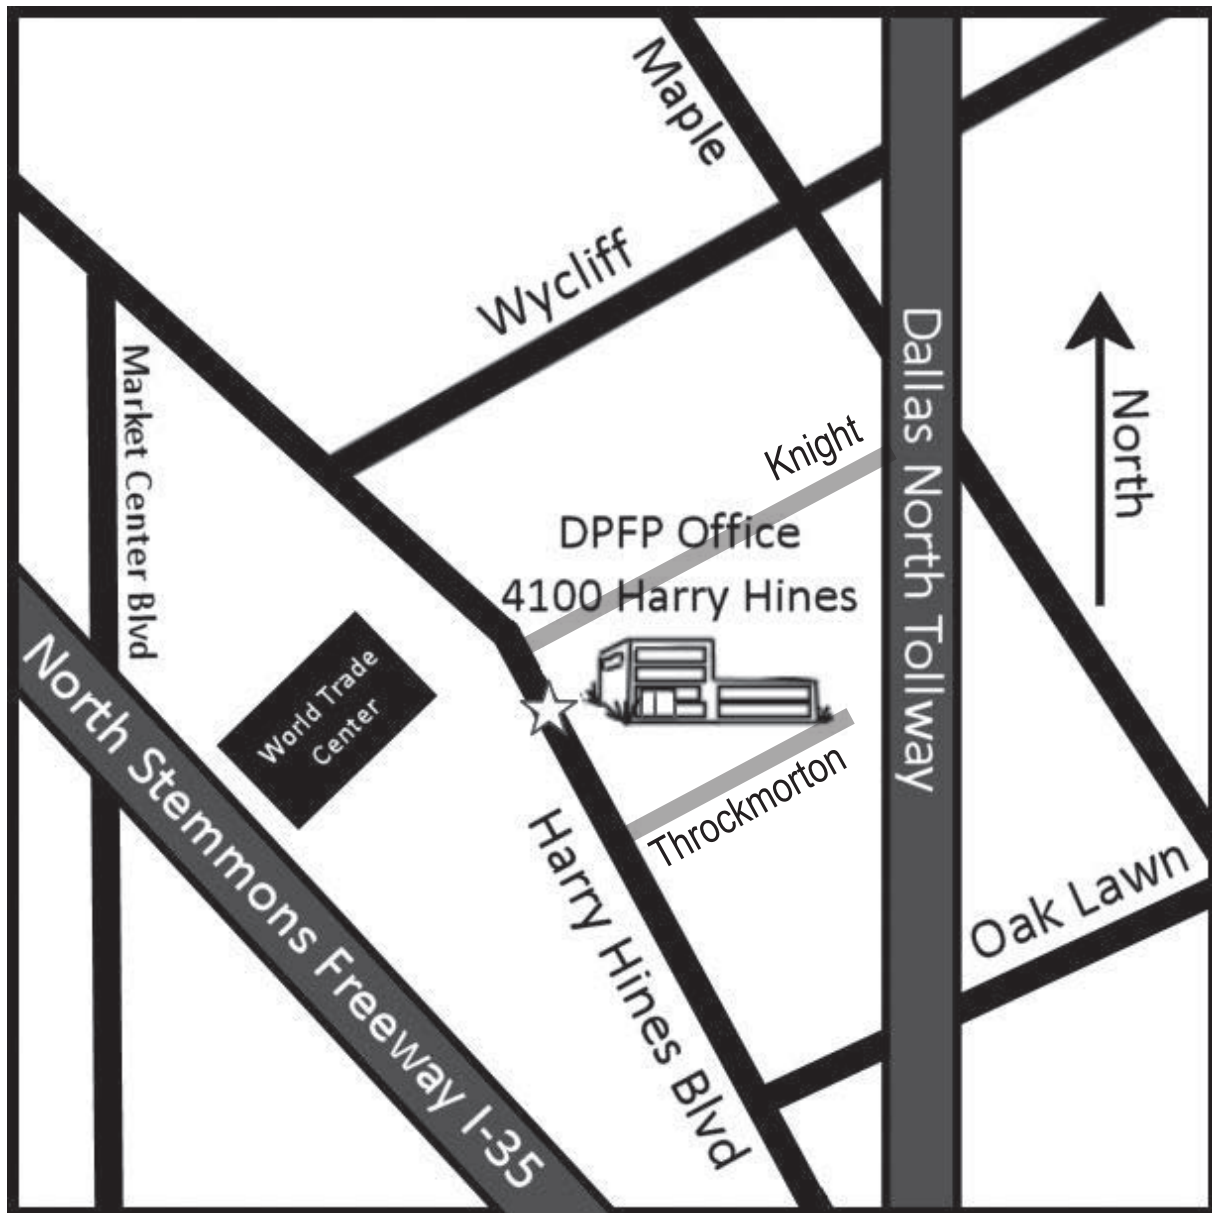 Maple
Wycliff
Dallas North Tollway
North
Market Center Blvd
Knight
DPFP Office
4100 Harry Hines
World Trade
Center
North Stemmons Freeway I-35
Throckmorton
Harry Hines Blvd
Oak Lawn